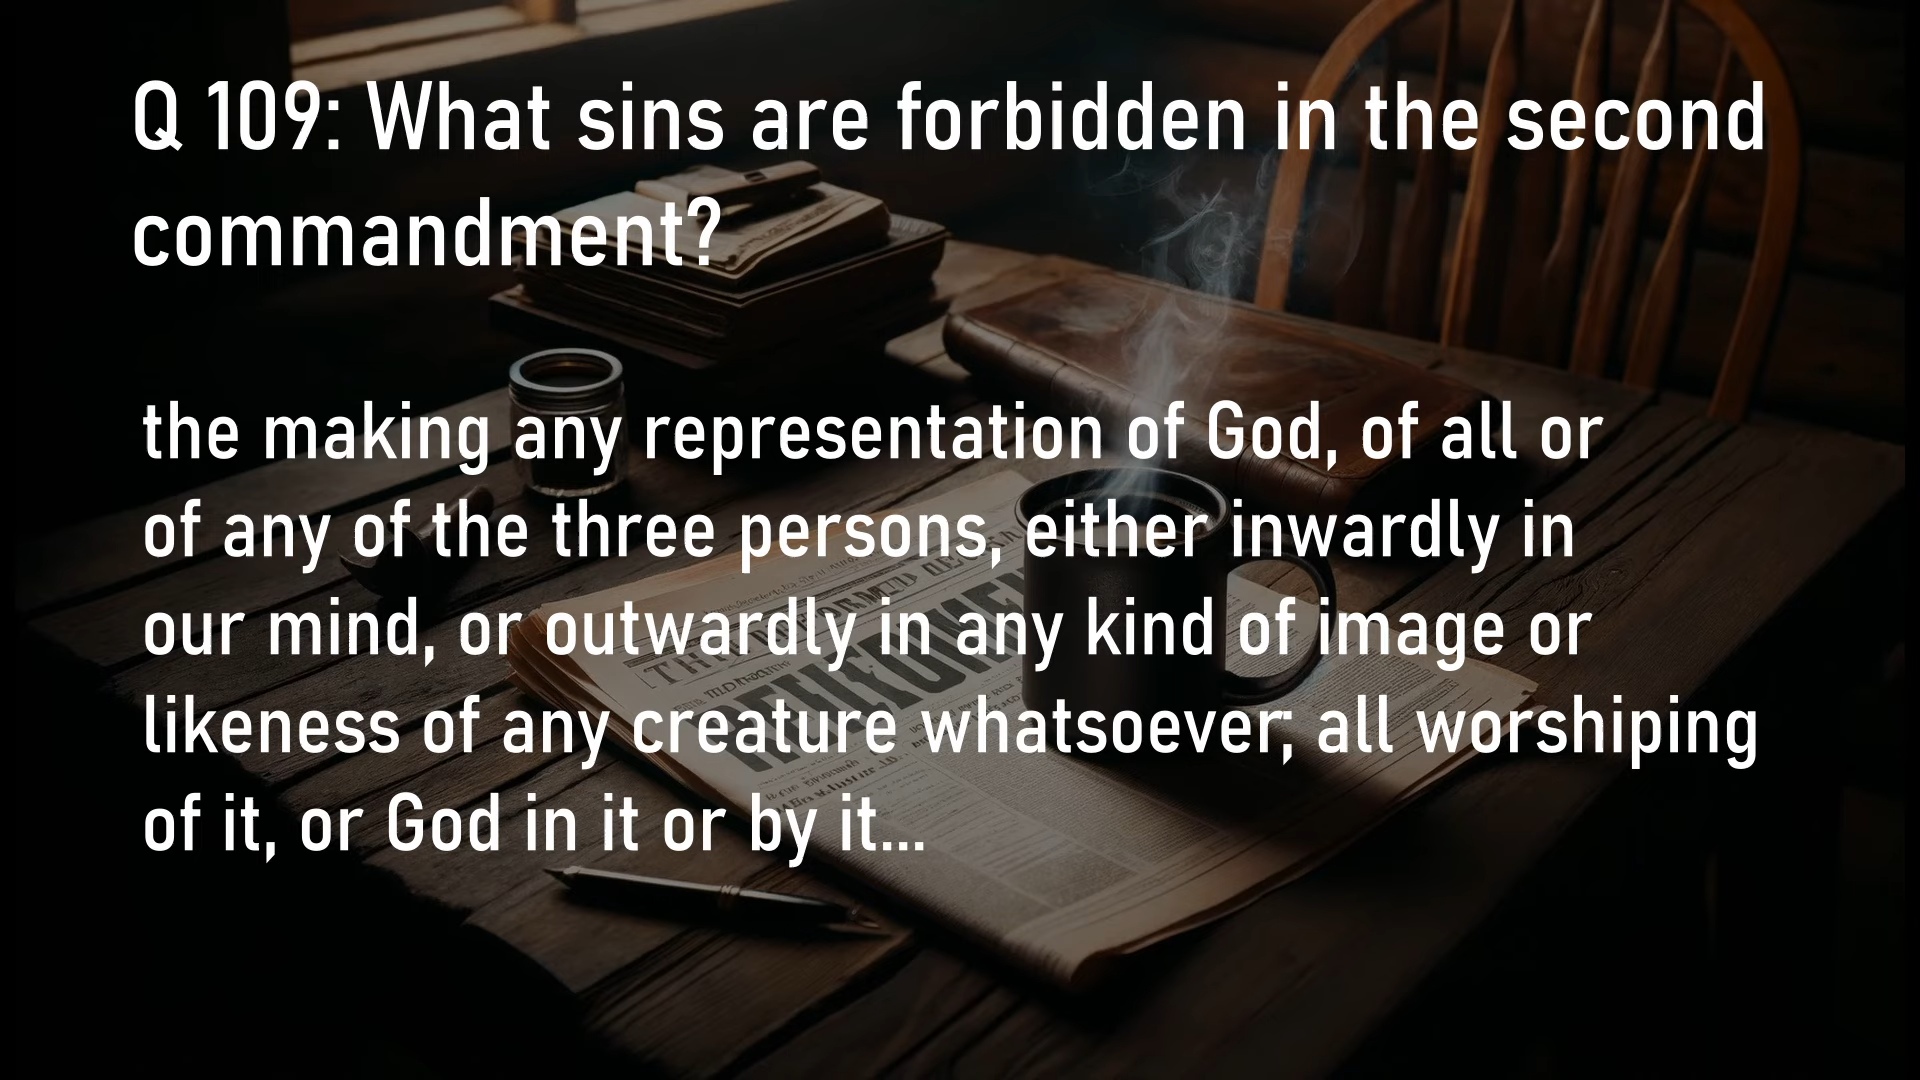 Q 109: What sins are forbidden in the second
commandment?
the making any representation of God, of all or
of any of the three persons, either inwardly in
our mind, or outwardly in any kind of image or
likeness of any creature whatsoever; all worshiping
of it, or God in it or by it...